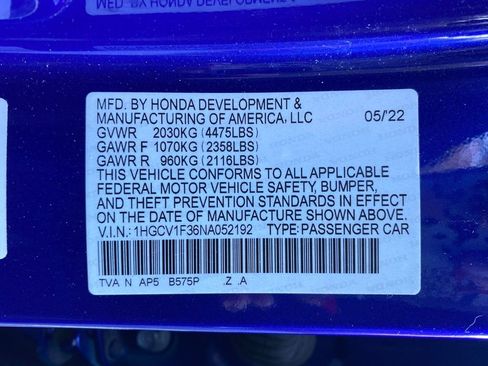 MFD. BY HONDA DEVELOPMENT &
MANUFACTURING OF AMERICA, LLC 05/'22
GVWR 2030KG (4475LBS)
GAWR F 1070KG (2358LBS)
GAWR R 960KG (2116LBS)
THIS VEHICLE CONFORMS TO ALL APPLICABLE
FEDERAL MOTOR VEHICLE SAFETY, BUMPER,
AND THEFT PREVENTION STANDARDS IN EFFECT
ON THE DATE OF MANUFACTURE SHOWN ABOVE.
V.I.N.: 1HGCV1F36NA052192 TYPE: PASSENGER CAR
TVA N AP5 B575P .Z .A